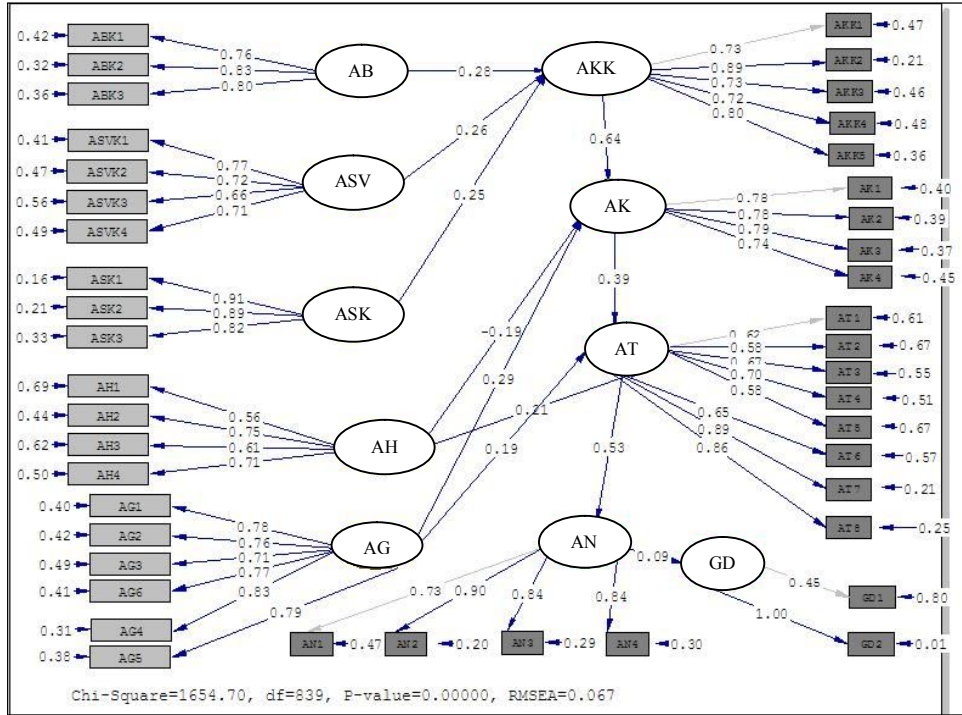 0.42 ABK1
0.32 ABK2
0.36 ABK3
0.76
0.83
0.80
AB
0.28
AKK
0.73
0.89
0.73
0.72
0.80
AKK1 0.47
AKK2 0.21
AKK3 0.46
AKK4 0.48
AKK5 0.36
0.41 ASVK1
0.47 ASVK2
0.56 ASVK3
0.49 ASVK4
0.77
0.72
0.66
0.71
ASV
0.26
0.25
0.64
AK
0.78
0.78
0.79
0.74
AK1 0.40
AK2 0.39
AK3 0.37
AK4 0.45
0.16 ASK1
0.21 ASK2
0.33 ASK3
0.91
0.89
0.82
ASK
0.39
-0.19
0.29
AT
0.62
0.58
0.67
0.70
0.58
0.65
0.89
0.86
AT1 0.61
AT2 0.67
AT3 0.55
AT4 0.51
AT5 0.67
AT6 0.57
AT7 0.21
AT8 0.25
0.69 AH1
0.44 AH2
0.62 AH3
0.50 AH4
0.56
0.75
0.61
0.71
AH
0.21
0.19
0.53
0.40 AG1
0.42 AG2
0.49 AG3
0.41 AG6
0.31 AG4
0.38 AG5
0.78
0.76
0.71
0.77
0.83
0.79
AG
AN
0.09
GD
0.73
0.90
0.84
0.84
AN1 0.47
AN2 0.20
AN3 0.29
AN4 0.30
0.45
1.00
GD1 0.80
GD2 0.01
Chi-Square=1654.70, df=839, P-value=0.00000, RMSEA=0.067